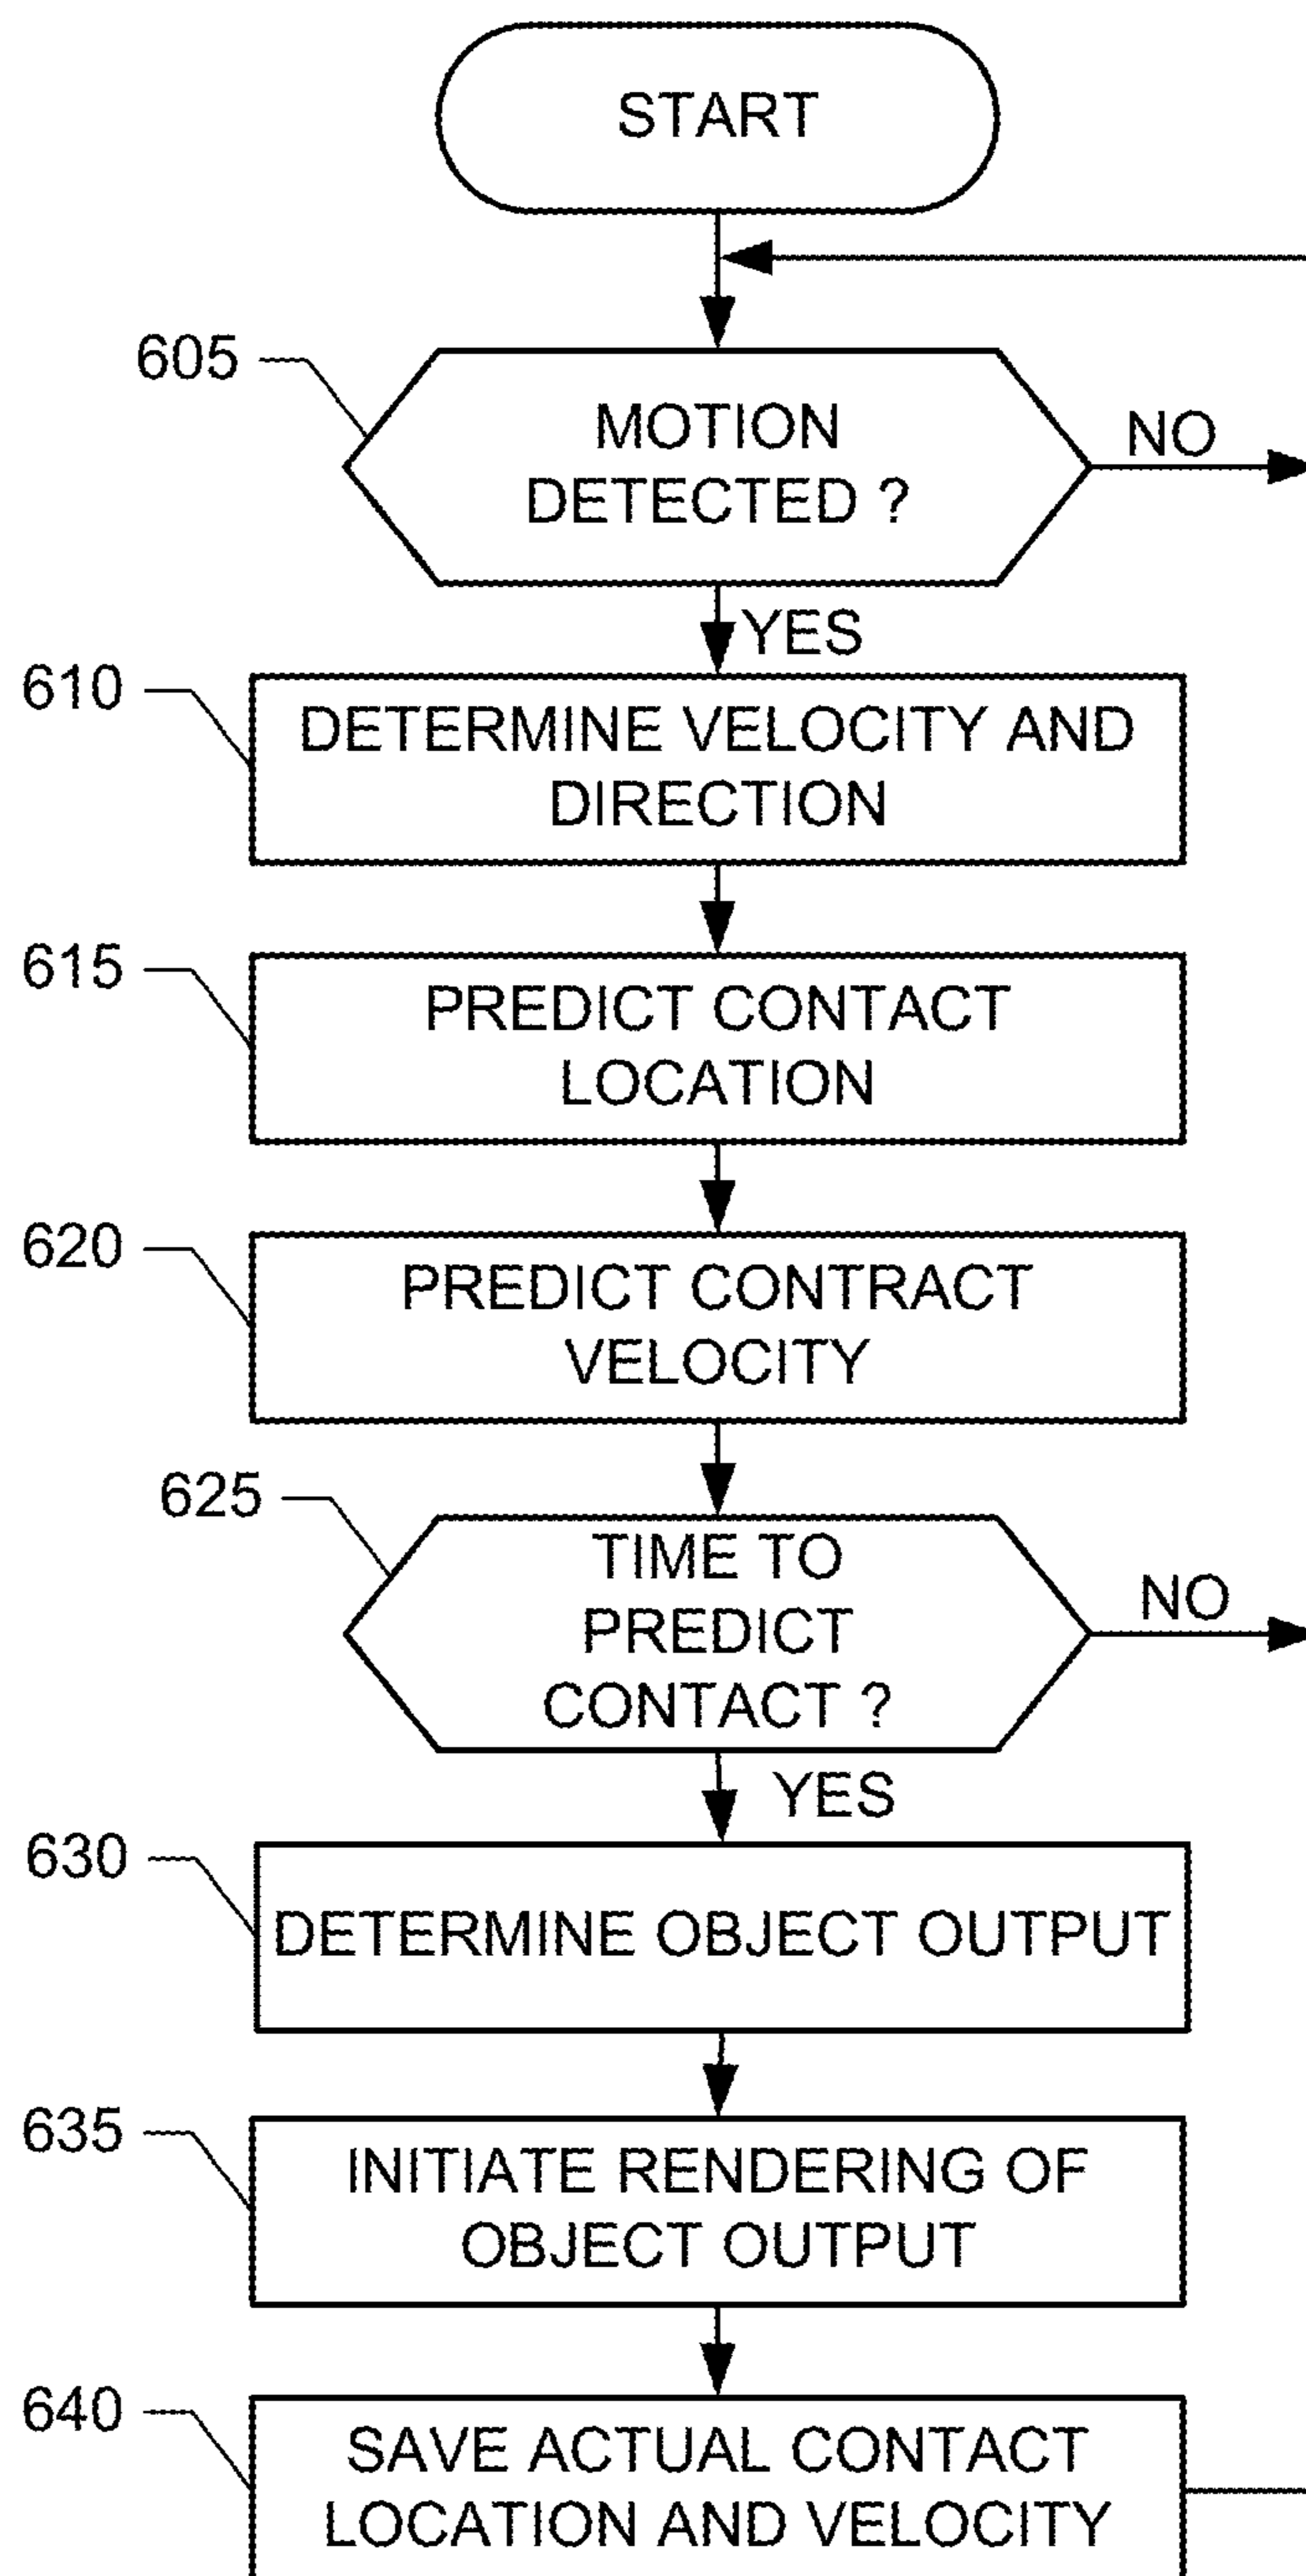 START
605
MOTION
DETECTED ?
NO
YES
610
DETERMINE VELOCITY AND
DIRECTION
615
PREDICT CONTACT
LOCATION
620
PREDICT CONTRACT
VELOCITY
625
TIME TO
PREDICT
CONTACT ?
NO
YES
630
DETERMINE OBJECT OUTPUT
635
INITIATE RENDERING OF
OBJECT OUTPUT
640
SAVE ACTUAL CONTACT
LOCATION AND VELOCITY